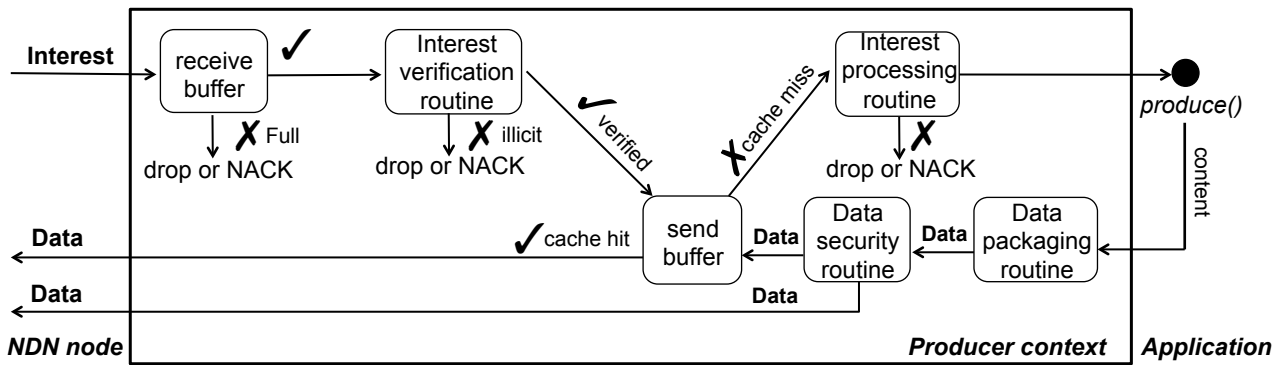 Interest
receive
buffer
✓
Interest
verification
routine
Interest
processing
routine
produce()
✗ Full
drop or NACK
✗ illicit
drop or NACK
✓ verified
✗ cache miss
✗
drop or NACK
content
send
buffer
Data
security
routine
Data
packaging
routine
Data
✓ cache hit
Data
Data
Data
Data
NDN node
Producer context
Application